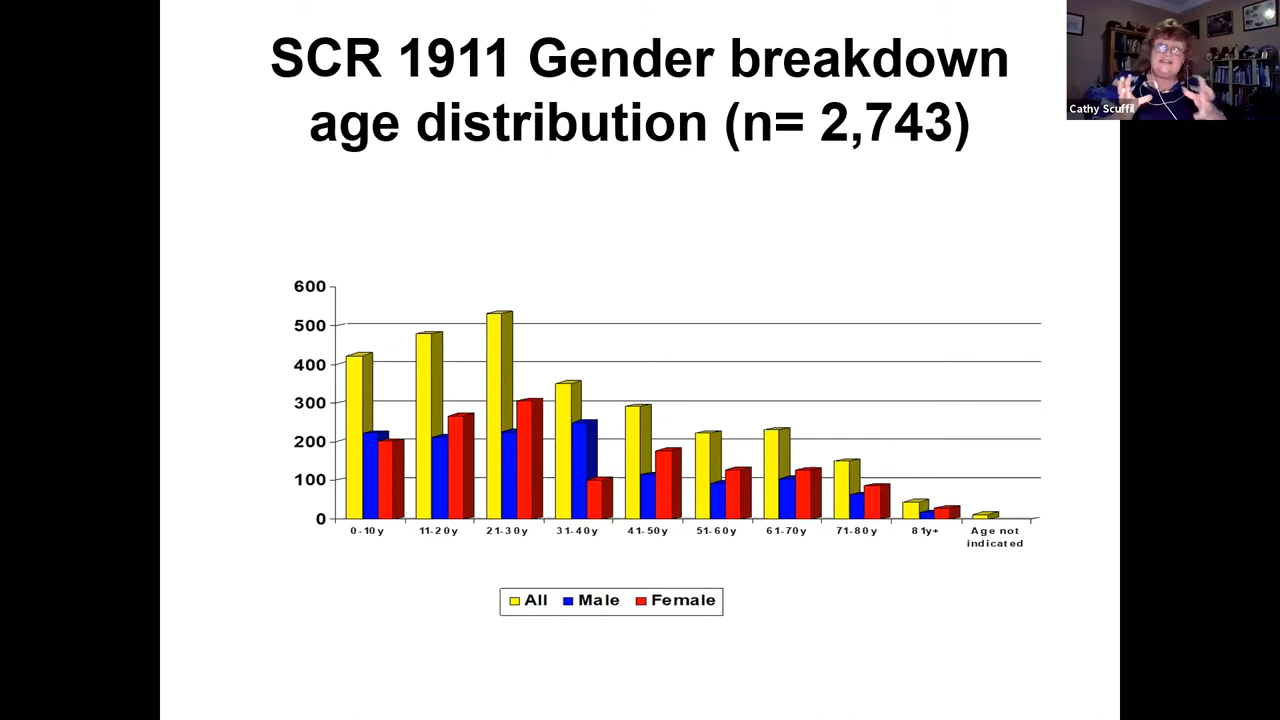 SCR 1911 Gender breakdown
age distribution (n= 2,743)
Cathy Scuffil
600
500
400
300
200
100
0
0-10y 11-20y 21-30y 31-40y 41-50y 51-60y 61-70y 71-80y 81y+ Age not
indicated
All Male Female